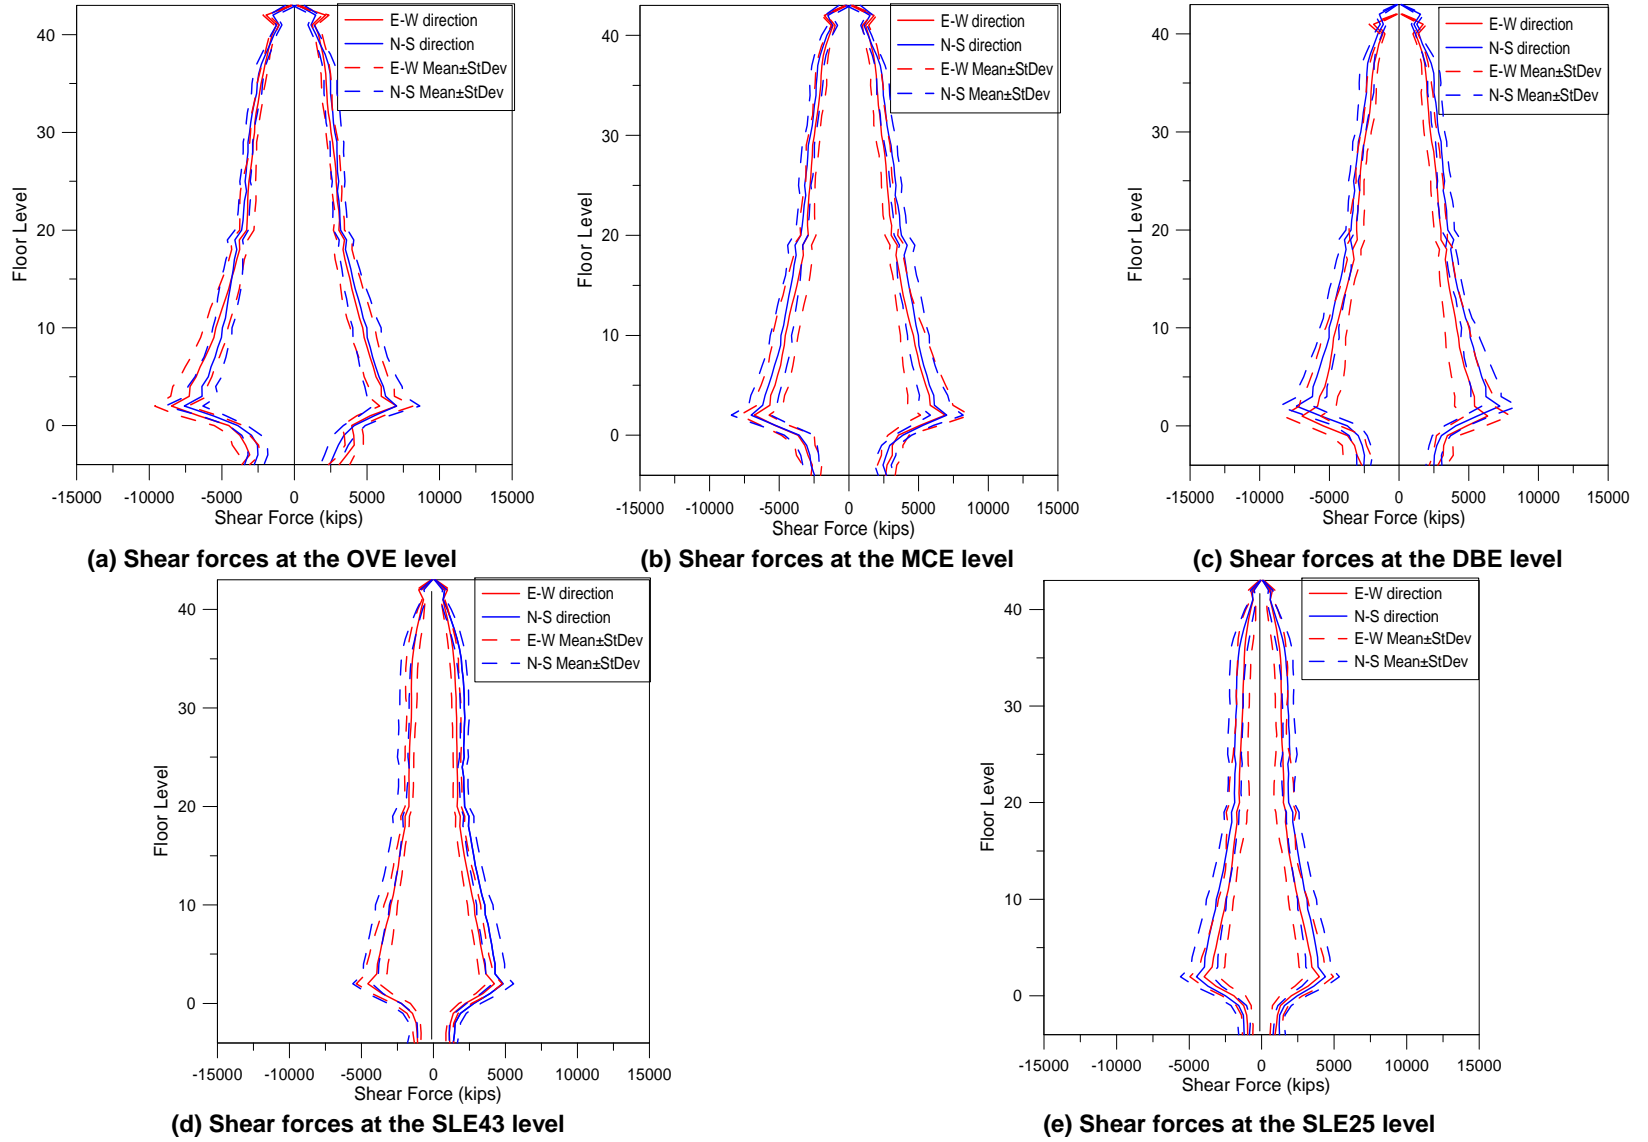 E-W direction
N-S direction
E-W Mean±StDev
N-S Mean±StDev
40
30
20
10
0
Floor Level
-15000 -10000 -5000 0 5000 10000 15000
Shear Force (kips)
(a) Shear forces at the OVE level
E-W direction
N-S direction
E-W Mean±StDev
N-S Mean±StDev
40
30
20
10
0
Floor Level
-15000 -10000 -5000 0 5000 10000 15000
Shear Force (kips)
(b) Shear forces at the MCE level
E-W direction
N-S direction
E-W Mean±StDev
N-S Mean±StDev
40
30
20
10
0
Floor Level
-15000 -10000 -5000 0 5000 10000 15000
Shear Force (kips)
(c) Shear forces at the DBE level
E-W direction
N-S direction
E-W Mean±StDev
N-S Mean±StDev
40
30
20
10
0
Floor Level
-15000 -10000 -5000 0 5000 10000 15000
Shear Force (kips)
(d) Shear forces at the SLE43 level
E-W direction
N-S direction
E-W Mean±StDev
N-S Mean±StDev
40
30
20
10
0
Floor Level
-15000 -10000 -5000 0 5000 10000 15000
Shear Force (kips)
(e) Shear forces at the SLE25 level